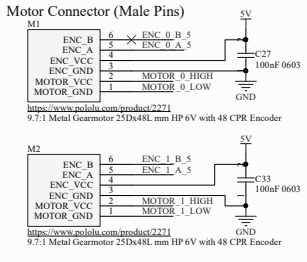 Motor Connector (Male Pins)
M1
5V
ENC_B 6 ENC_0_B_5
ENC_A 5 ENC_0_A_5
ENC_VCC 4
ENC_GND 3
MOTOR_VCC 2 MOTOR_0_HIGH
MOTOR_GND 1 MOTOR_0_LOW
C27
100nF 0603
GND
https://www.pololu.com/product/2271
9.7:1 Metal Gearmotor 25Dx48L mm HP 6V with 48 CPR Encoder
M2
5V
ENC_B 6 ENC_1_B_5
ENC_A 5 ENC_1_A_5
ENC_VCC 4
ENC_GND 3
MOTOR_VCC 2 MOTOR_1_HIGH
MOTOR_GND 1 MOTOR_1_LOW
C33
100nF 0603
GND
https://www.pololu.com/product/2271
9.7:1 Metal Gearmotor 25Dx48L mm HP 6V with 48 CPR Encoder